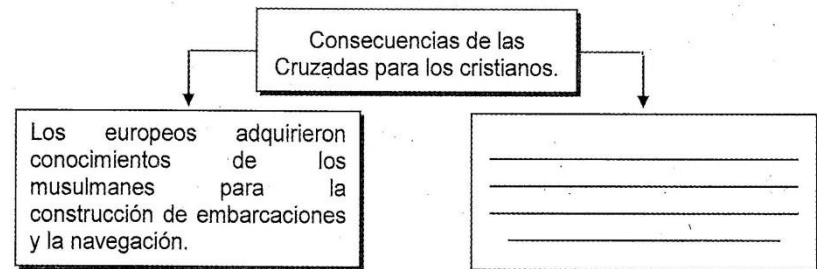 Consecuencias de las
Cruzadas para los cristianos.
Los europeos adquirieron
conocimientos de los
musulmanes para la
construcción de embarcaciones
y la navegación.